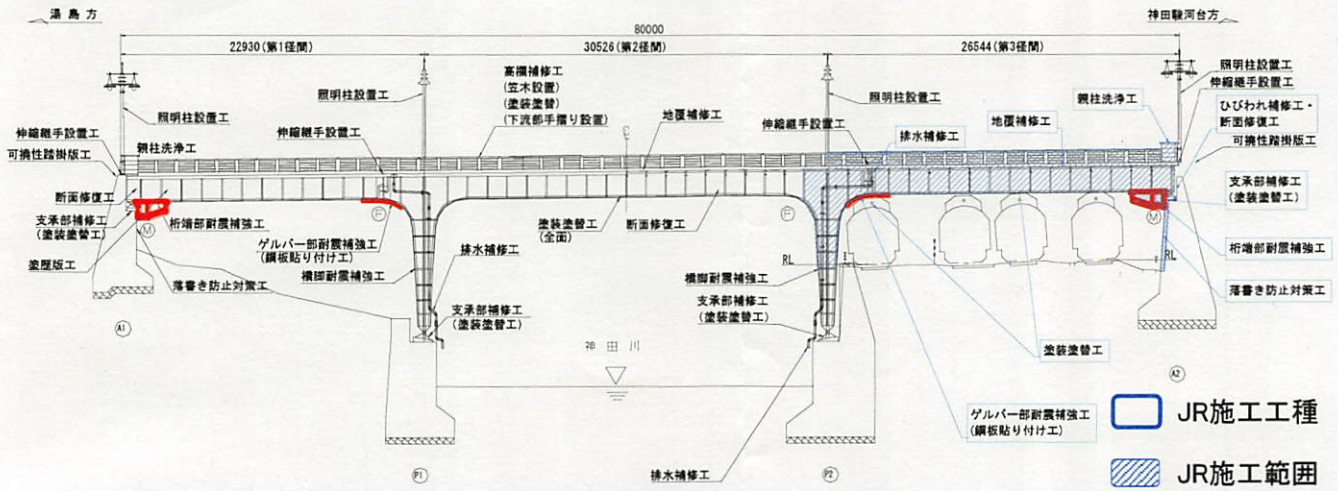 湯島方
神田駿河台方
80000
22930(第1径間)
30526(第2径間)
26544(第3径間)
照明柱設置工
伸縮継手設置工
可撓性踏掛版工
親柱洗浄工
断面修復工
支承部補修工
(塗装塗替工)
桁端部耐震補強工
M
落書き防止対策工
A1
照明柱設置工
伸縮継手設置工
F
ゲルバー部耐震補強工
(鋼板貼り付け工)
橋脚耐震補強工
排水補修工
支承部補修工
(塗装塗替工)
P1
高欄補修工
(笠木設置)
(塗装塗替)
(下流部手摺り設置)
地覆補修工
塗装塗替工
(全面)
断面修復工
神田川
照明柱設置工
伸縮継手設置工
排水補修工
地覆補修工
親柱洗浄工
F
橋脚耐震補強工
支承部補修工
(塗装塗替工)
排水補修工
P2
RL
RL
塗装塗替工
ゲルバー部耐震補強工
(鋼板貼り付け工)
照明柱設置工
伸縮継手設置工
ひびわれ補修工・
断面修復工
可撓性踏掛版工
支承部補修工
(塗装塗替工)
M
桁端部耐震補強工
落書き防止対策工
A2
JR施工工種
JR施工範囲